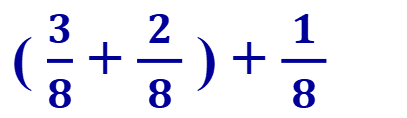 (3/8 + 2/8) + 1/8